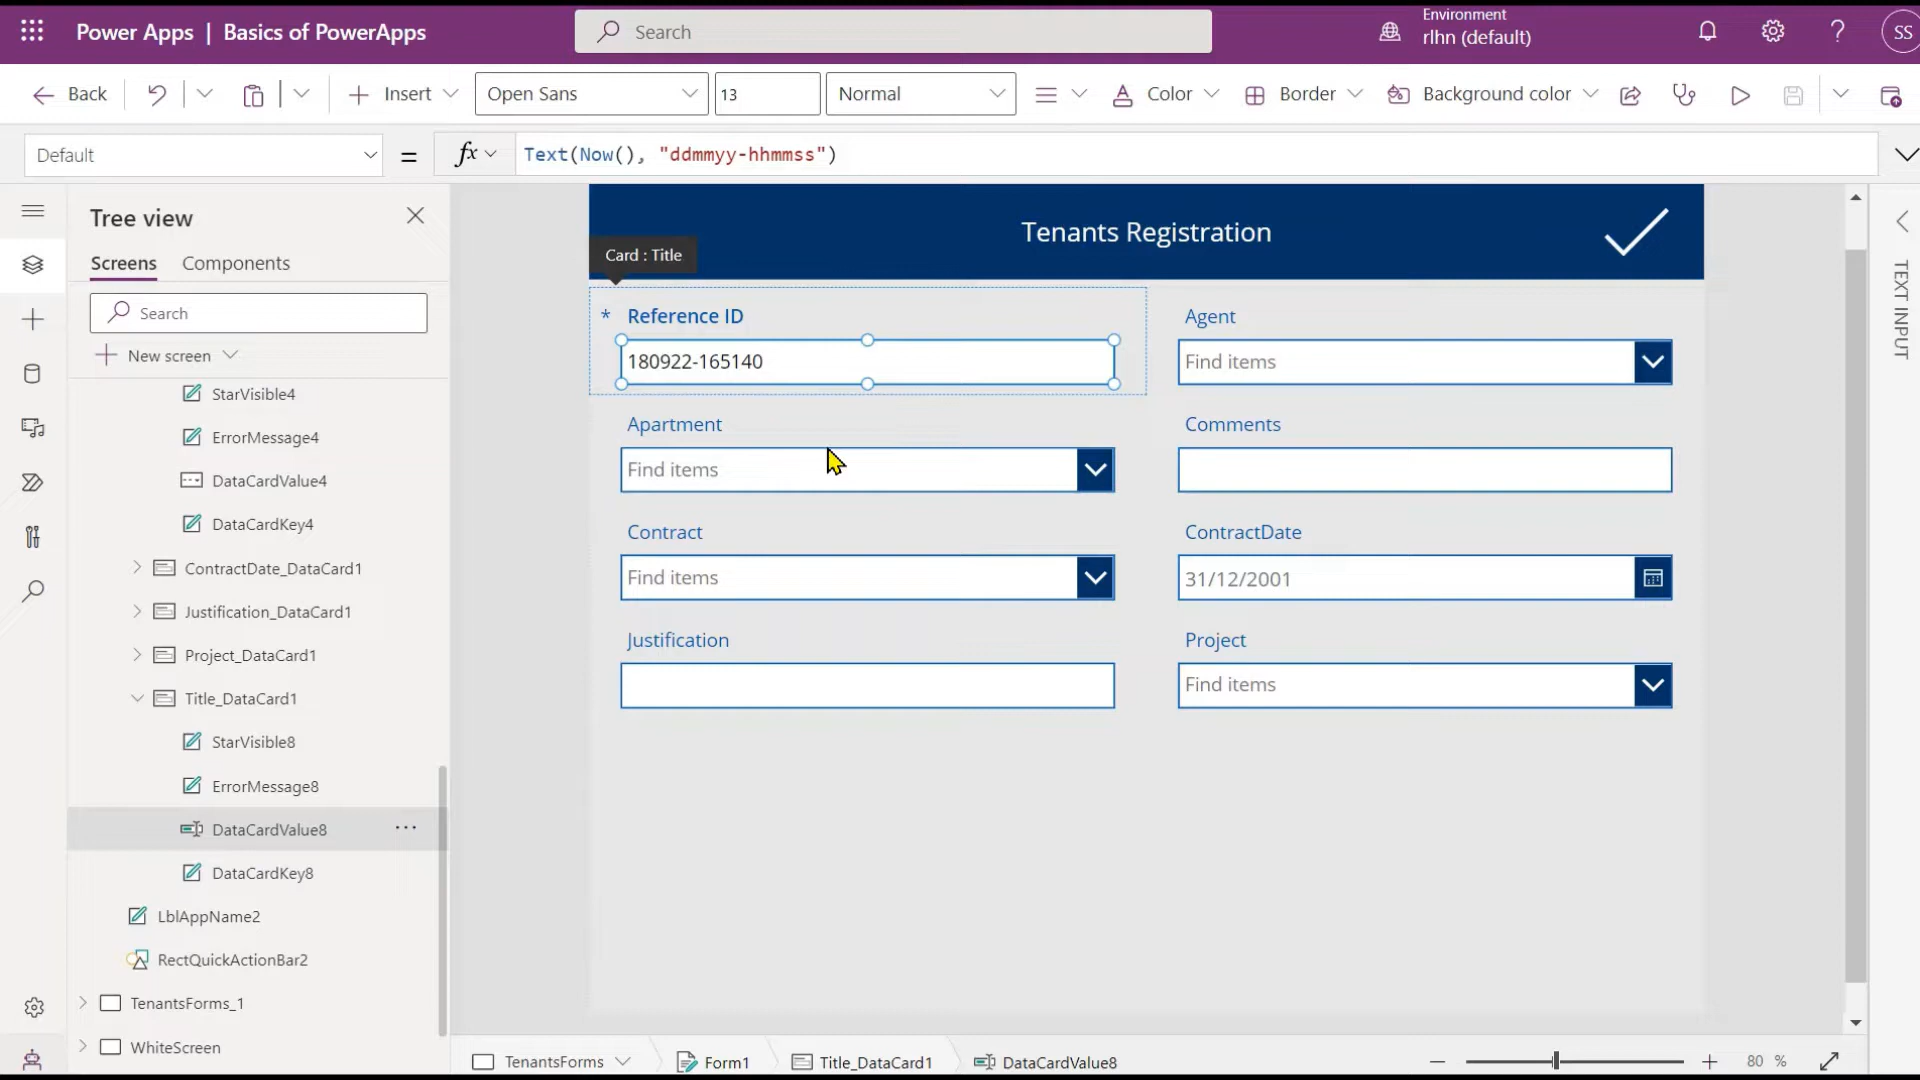 Power Apps | Basics of PowerApps
Search
Environment
rlhn (default)
SS
Back
Insert
Open Sans
13
Normal
Color
Border
Background color
Default
=
fx
Text(Now(), "ddmmyy-hhmmss")
Tree view
Screens
Components
Search
New screen
StarVisible4
ErrorMessage4
DataCardValue4
DataCardKey4
ContractDate_DataCard1
Justification_DataCard1
Project_DataCard1
Title_DataCard1
StarVisible8
ErrorMessage8
DataCardValue8
DataCardKey8
LblAppName2
RectQuickActionBar2
TenantsForms_1
WhiteScreen
Tenants Registration
Card : Title
* Reference ID
180922-165140
Agent
Find items
Apartment
Find items
Comments
Contract
Find items
ContractDate
31/12/2001
Justification
Project
Find items
TEXT INPUT
TenantsForms
Form1
Title_DataCard1
DataCardValue8
80 %